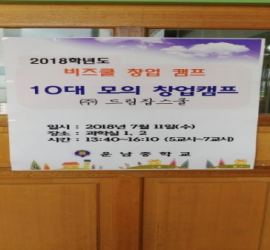 2018학년도
비즈쿨 창업 캠프
10대 모의 창업캠프
(주) 드림잡스쿨
일시 : 2018년 7월 11일(수)
장소 : 과학실 1, 2
시간 : 13:40~16:10 (5교시~7교시)
운남중학교